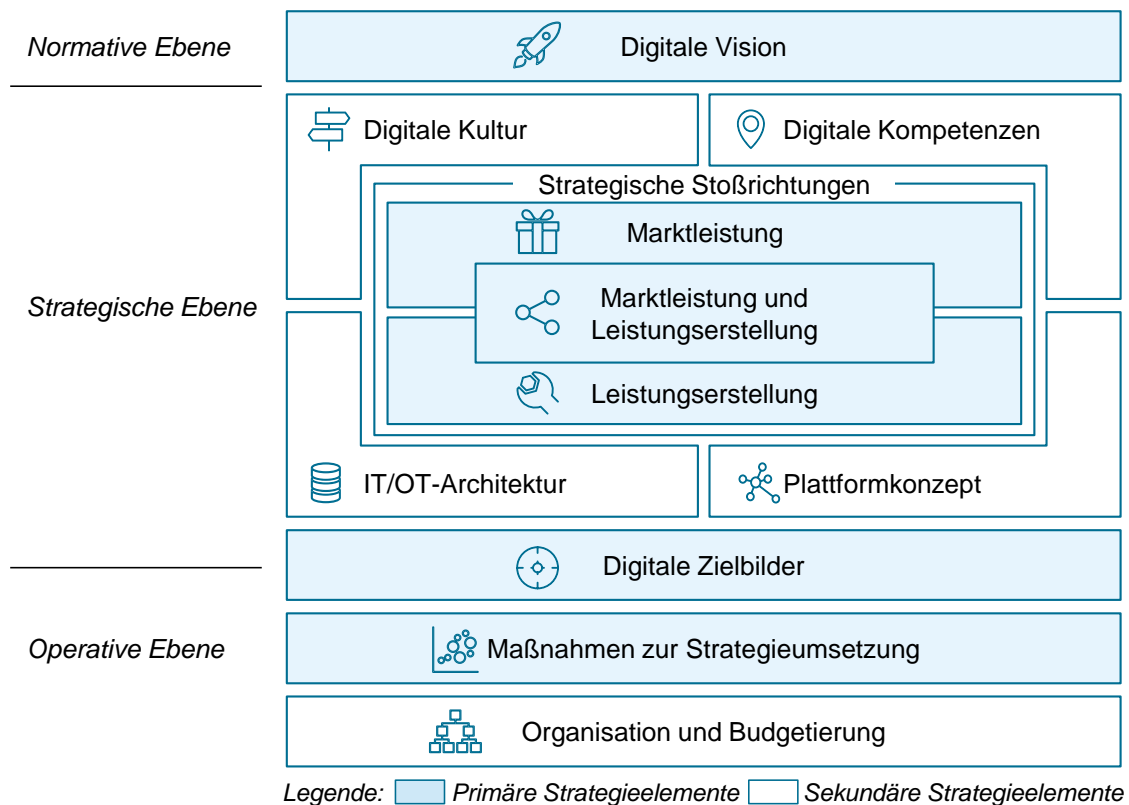 Normative Ebene
Digitale Vision
Digitale Kultur
Digitale Kompetenzen
Strategische Stoßrichtungen
Marktleistung
Strategische Ebene
Marktleistung und
Leistungserstellung
Leistungserstellung
IT/OT-Architektur
Plattformkonzept
Digitale Zielbilder
Operative Ebene
Maßnahmen zur Strategieumsetzung
Organisation und Budgetierung
Legende: Primäre Strategieelemente Sekundäre Strategieelemente